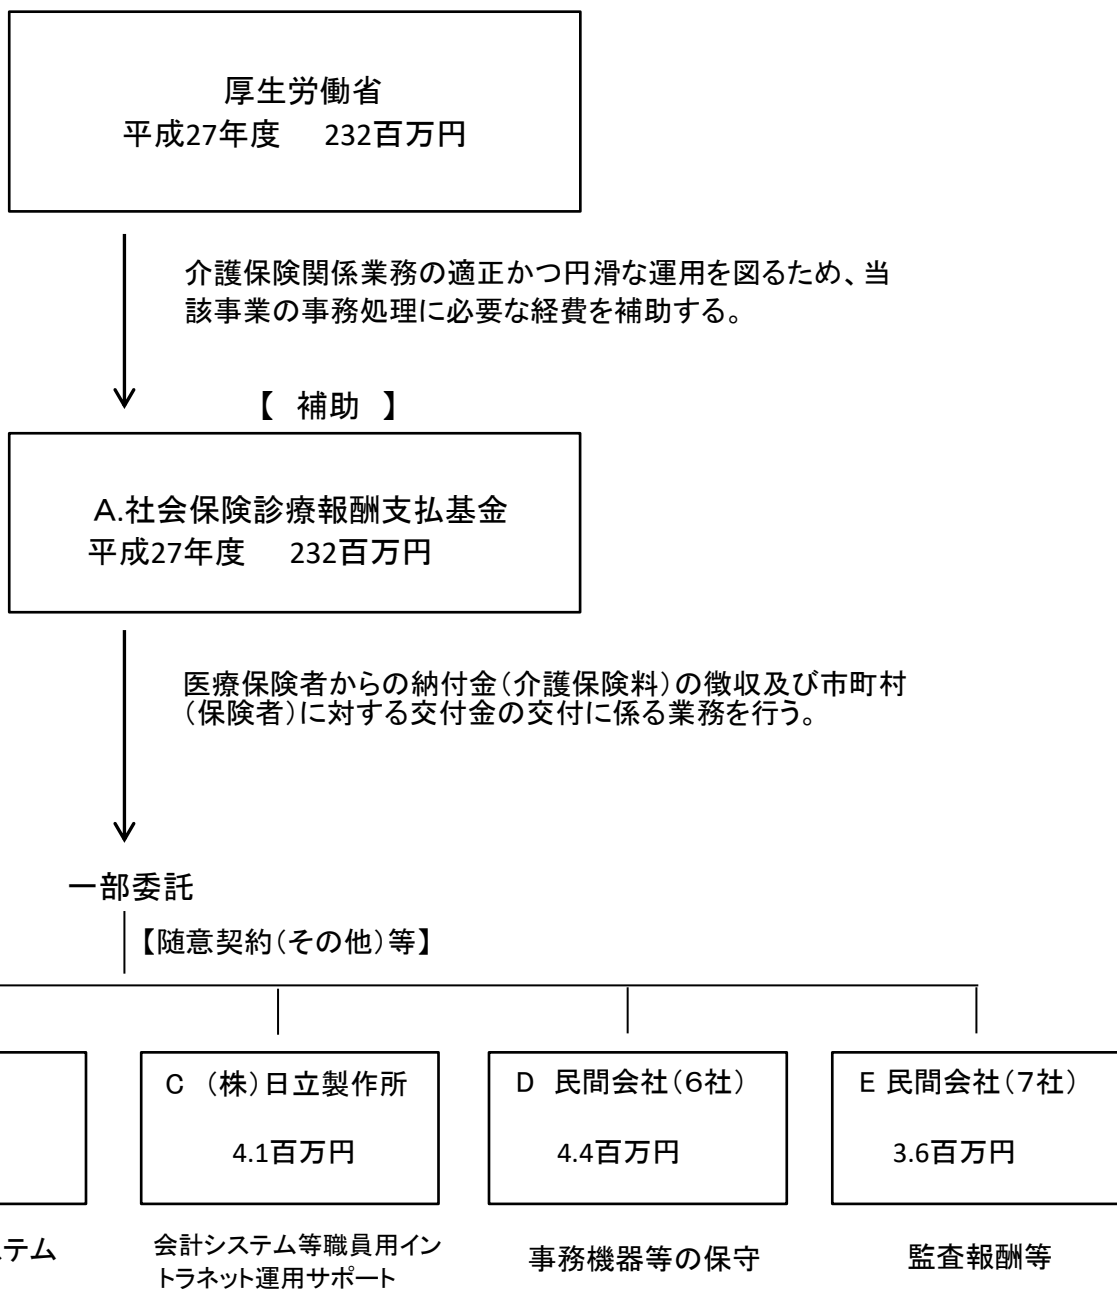 厚生労働省
平成27年度 232百万円
介護保険関係業務の適正かつ円滑な運用を図るため、当
該事業の事務処理に必要な経費を補助する。
【 補助 】
A.社会保険診療報酬支払基金
平成27年度 232百万円
医療保険者からの納付金(介護保険料)の徴収及び市町村
(保険者)に対する交付金の交付に係る業務を行う。
一部委託
【随意契約(その他)等】
C (株)日立製作所
4.1百万円
D 民間会社(6社)
4.4百万円
E 民間会社(7社)
3.6百万円
テム
会計システム等職員用イン
トラネット運用サポート
事務機器等の保守
監査報酬等